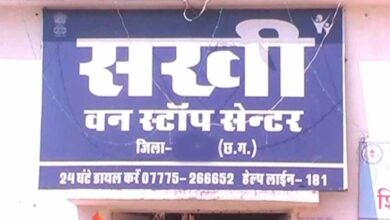 सखी
वन स्टॉप सेन्टर
जिला- (छ.ग.)
24 घंटे डायल करें 07775-266652 हेल्प लाईन-181